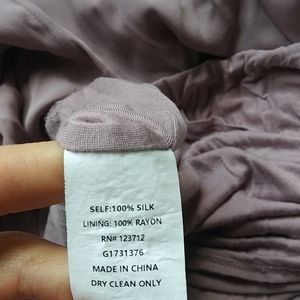 SELF:100% SILK
LINING: 100% RAYON
RN# 123712
G1731376
MADE IN CHINA
DRY CLEAN ONLY